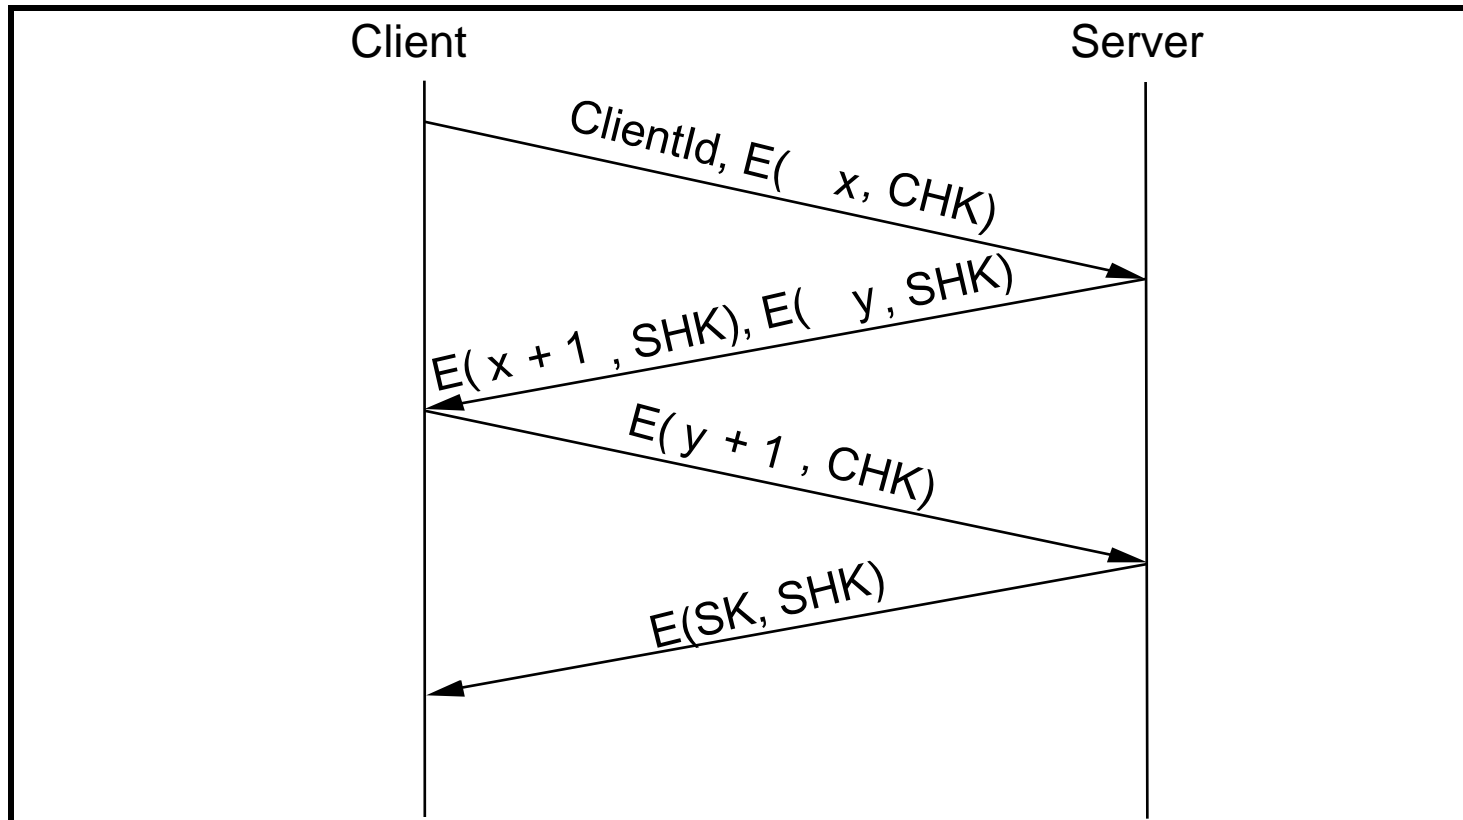 Client
Server
ClientId, E( x, CHK)
E( x + 1 , SHK), E( y, SHK)
E( y + 1 , CHK)
E(SK, SHK)